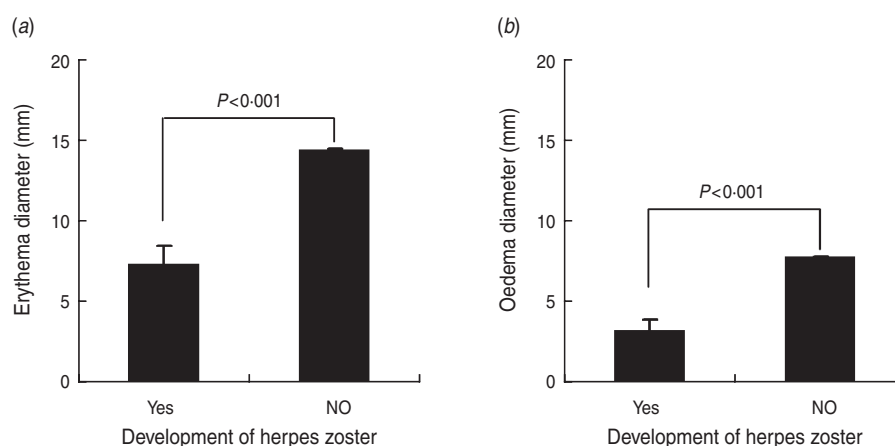 (a)
20
15
10
5
0
Erythema diameter (mm)
P<0·001
Yes
NO
Development of herpes zoster
(b)
20
15
10
5
0
Oedema diameter (mm)
P<0·001
Yes
NO
Development of herpes zoster